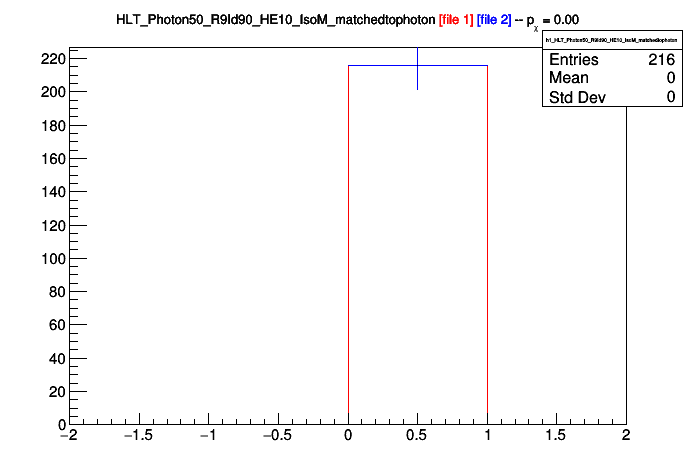 HLT_Photon50_R9Id90_HE10_IsoM_matchedtophoton [file 1] [file 2] -- pχ = 0.00
h1_HLT_Photon50_R9Id90_HE10_IsoM_matchedtophoton
Entries 216
Mean 0
Std Dev 0
220
200
180
160
140
120
100
80
60
40
20
0
−2 −1.5 −1 −0.5 0 0.5 1 1.5 2